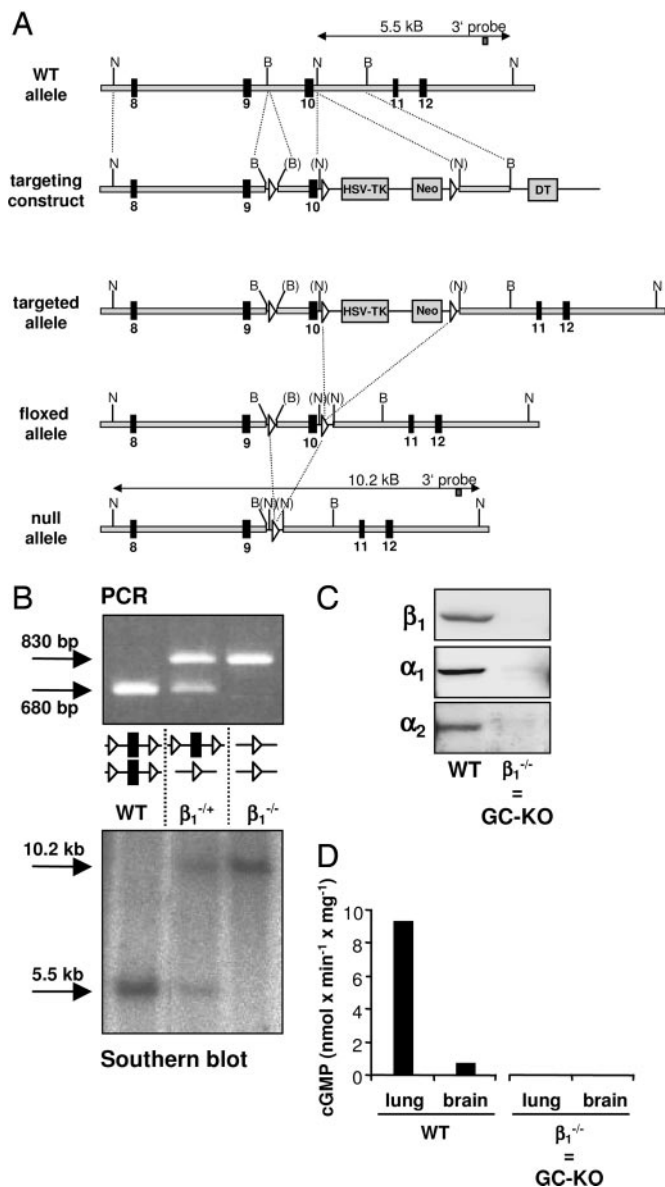 A
5.5 kB 3' probe
WT allele
N B N B N
8 9 10 11 12
targeting construct
N B (B) (N) (N) B
HSV-TK Neo DT
8 9 10
targeted allele
N B (B) (N) (N) B N
HSV-TK Neo
8 9 10 11 12
floxed allele
N B (B) (N)(N) B N
8 9 10 11 12
10.2 kB 3' probe
null allele
N B(N)(N) B N
8 9 11 12
B
PCR
830 bp
680 bp
WT β₁⁻/⁺ β₁⁻/⁻
10.2 kb
5.5 kb
Southern blot
C
β₁
α₁
α₂
WT β₁⁻/⁻
=
GC-KO
D
cGMP (nmol x min⁻¹ x mg⁻¹)
10
8
6
4
2
0
lung brain lung brain
WT β₁⁻/⁻
=
GC-KO